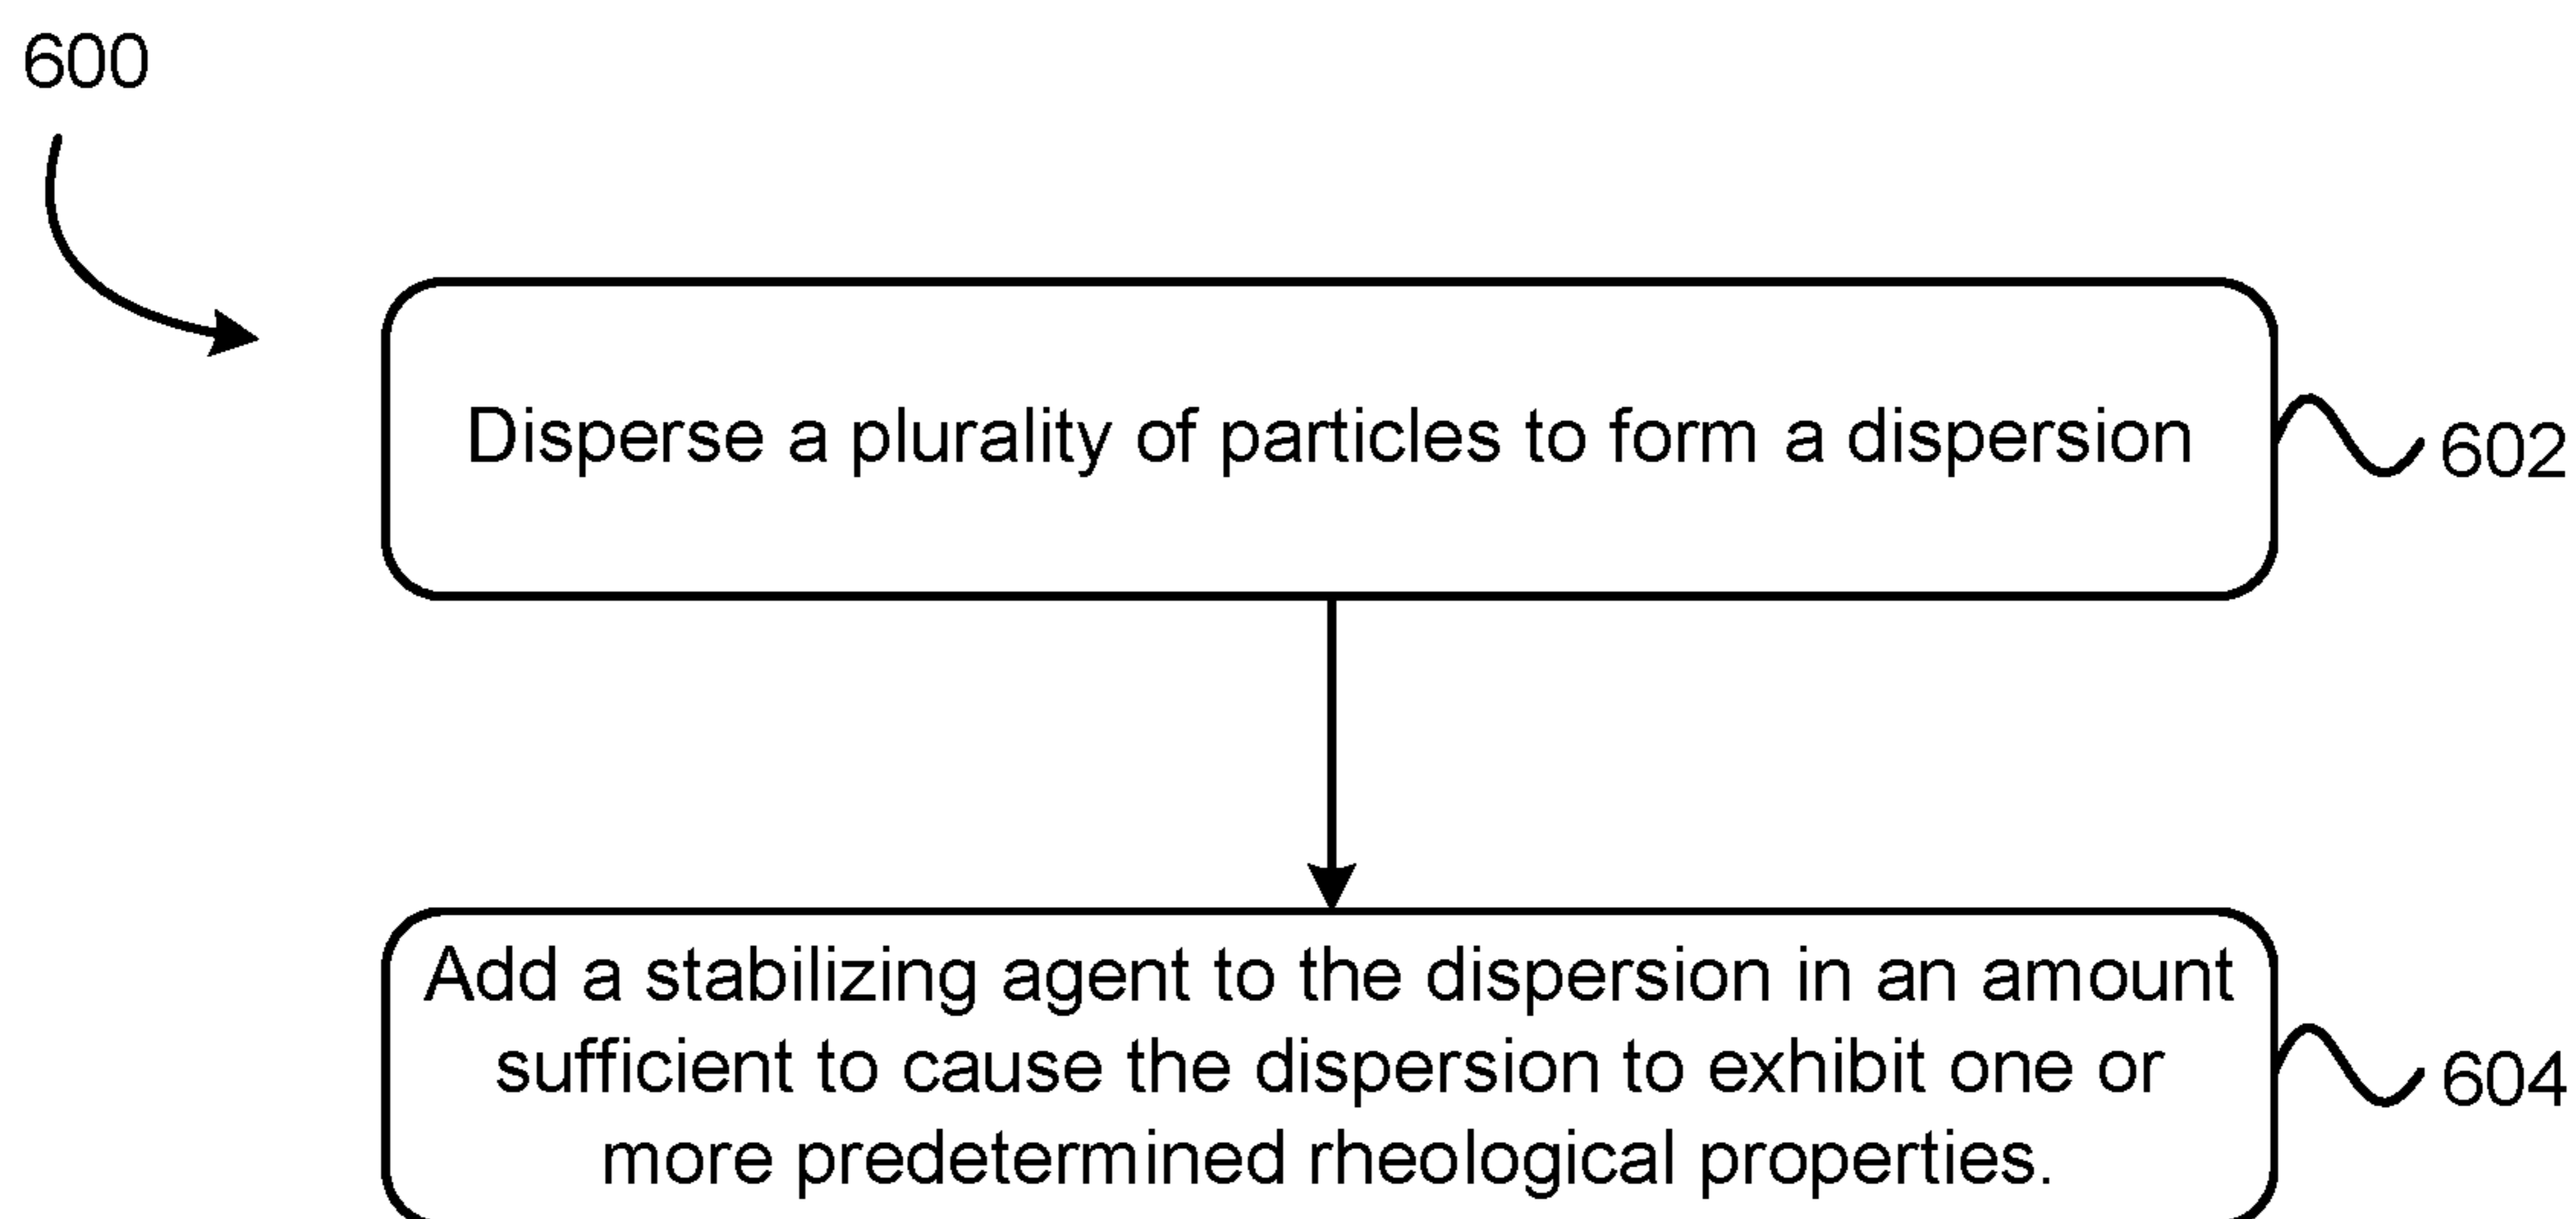 600
Disperse a plurality of particles to form a dispersion
602
Add a stabilizing agent to the dispersion in an amount
sufficient to cause the dispersion to exhibit one or
more predetermined rheological properties.
604